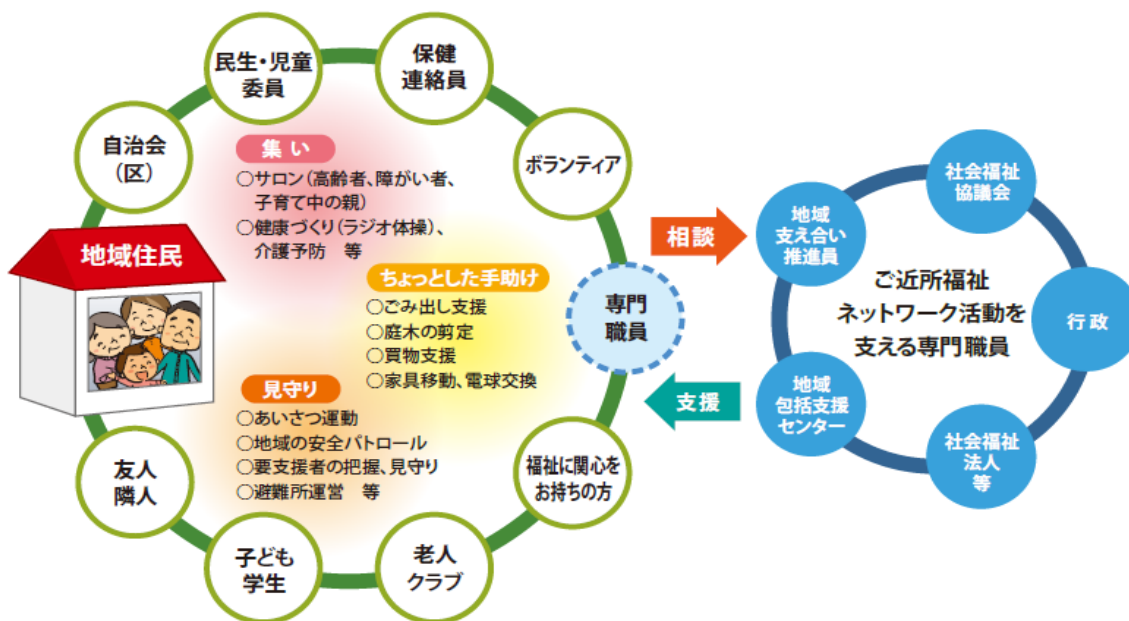 民生・児童
委員
保健
連絡員
自治会
（区）
ボランティア
地域住民
集 い
○サロン（高齢者、障がい者、
子育て中の親）
○健康づくり（ラジオ体操）、
介護予防　等
ちょっとした手助け
○ごみ出し支援
○庭木の剪定
○買物支援
○家具移動、電球交換
見守り
○あいさつ運動
○地域の安全パトロール
○要支援者の把握、見守り
○避難所運営　等
専門
職員
友人
隣人
子ども
学生
老人
クラブ
福祉に関心を
お持ちの方
相談
支援
地域
支え合い
推進員
社会福祉
協議会
行 政
ご近所福祉
ネットワーク活動を
支える専門職員
地域
包括支援
センター
社会福祉
法人
等